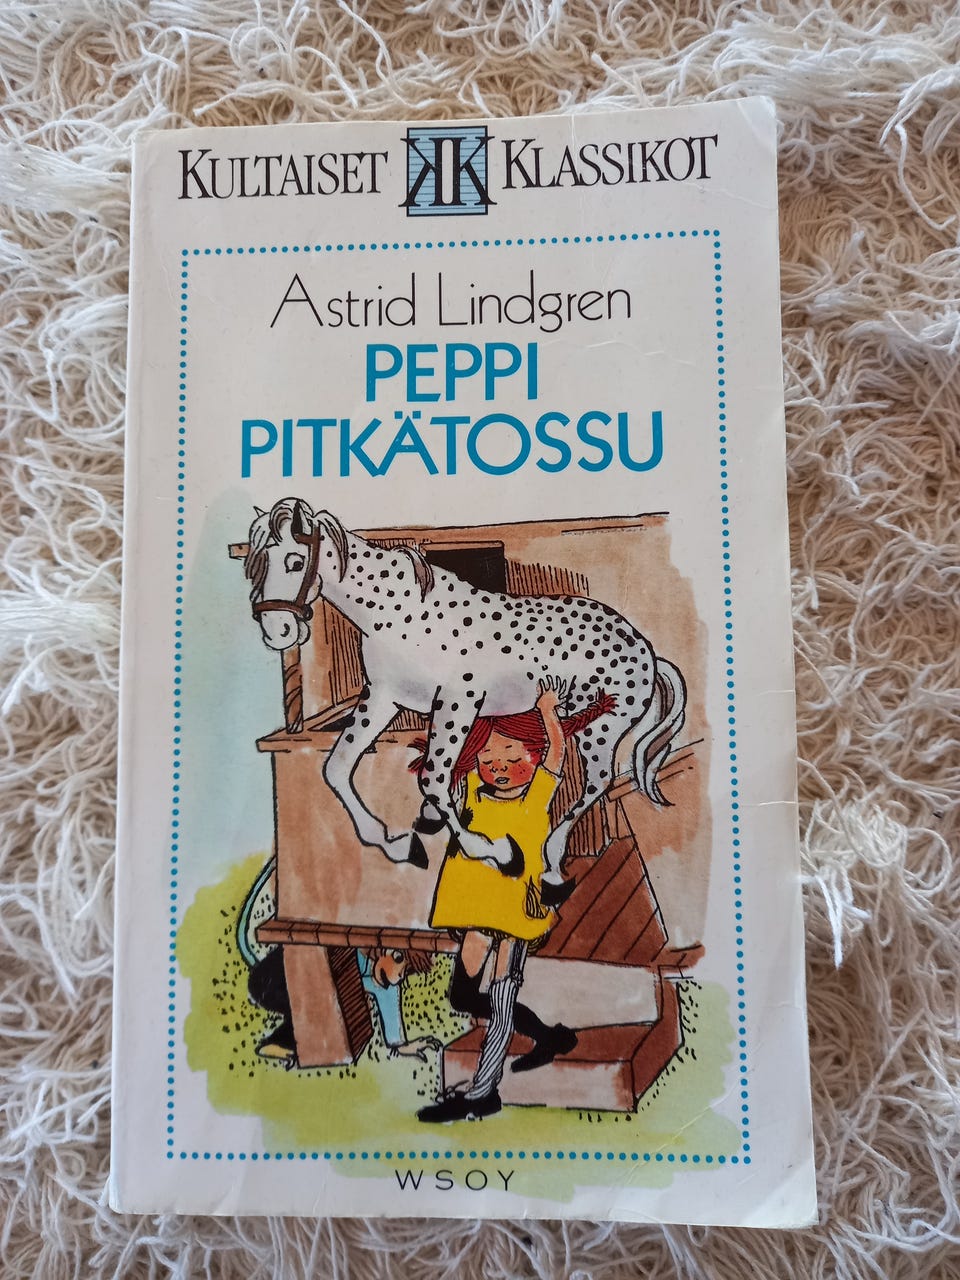 KULTAISET KK KLASSIKOT
Astrid Lindgren
PEPPI
PITKÄTOSSU
WSOY